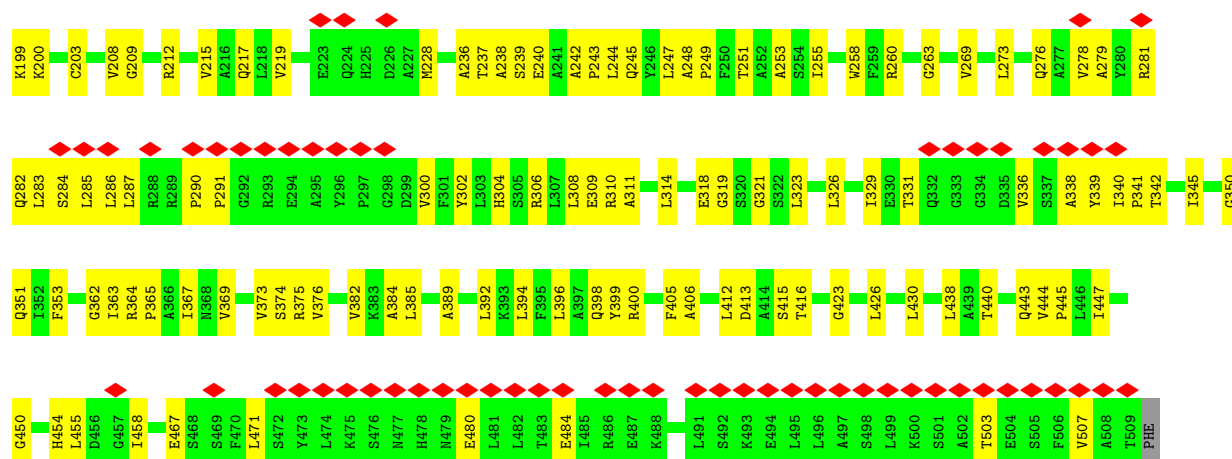 K199 K200 C203 V208 G209 R212 V215 A216 Q217 L218 V219 E223 Q224 H225 D226 A227 M228 A236 T237 A238 S239 E240 A241 A242 P243 L244 Q245 Y246 L247 A248 P249 F250 T251 A252 A253 S254 I255 W258 F259 R260 G263 V269 L273 Q276 A277 V278 A279 Y280 R281
Q282 L283 S284 L285 L286 L287 R288 R289 P290 P291 G292 R293 E294 A295 Y296 P297 G298 D299 V300 F301 Y302 L303 H304 S305 R306 L307 L308 E309 R310 A311 L314 E318 G319 S320 G321 S322 L323 L326 I329 E330 T331 Q332 G333 G334 D335 V336 S337 A338 Y339 I340 P341 T342 I345 G350
Q351 I352 F353 G362 I363 R364 P365 A366 I367 N368 V369 V373 S374 R375 V376 V382 K383 A384 L385 A389 L392 K393 L394 F395 L396 A397 Q398 Y399 R400 F405 A406 L412 D413 A414 S415 T416 G423 L426 L430 L438 A439 T440 Q443 V444 P445 L446 I447
G450 H454 L455 D456 G457 I458 E467 S468 S469 F470 L471 S472 Y473 L474 K475 S476 N477 H478 N479 E480 L481 L482 T483 E484 I485 R486 E487 K488 L491 S492 K493 E494 L495 L496 A497 S498 L499 K500 S501 A502 T503 E504 S505 F506 V507 A508 T509 PHE